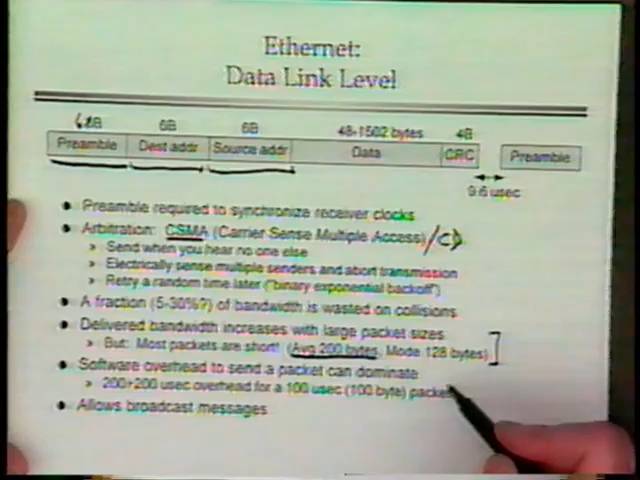 Ethernet:
Data Link Level
6B 6B 48-1502 bytes 4B
Preamble Dest addr Source addr Data CRC Preamble
9.6 usec
• Preamble required to synchronize receiver clocks
• Arbitration: CSMA (Carrier Sense Multiple Access) /CD
» Send when you hear no one else
» Electrically sense multiple senders and abort transmission
» Retry a random time later ("binary exponential backoff")
• A fraction (5-30%?) of bandwidth is wasted on collisions
• Delivered bandwidth increases with large packet sizes
» But: Most packets are short! (Avg 200 bytes, Mode 128 bytes)
• Software overhead to send a packet can dominate
» 200+200 usec overhead for a 100 usec (100 byte) packet
• Allows broadcast messages